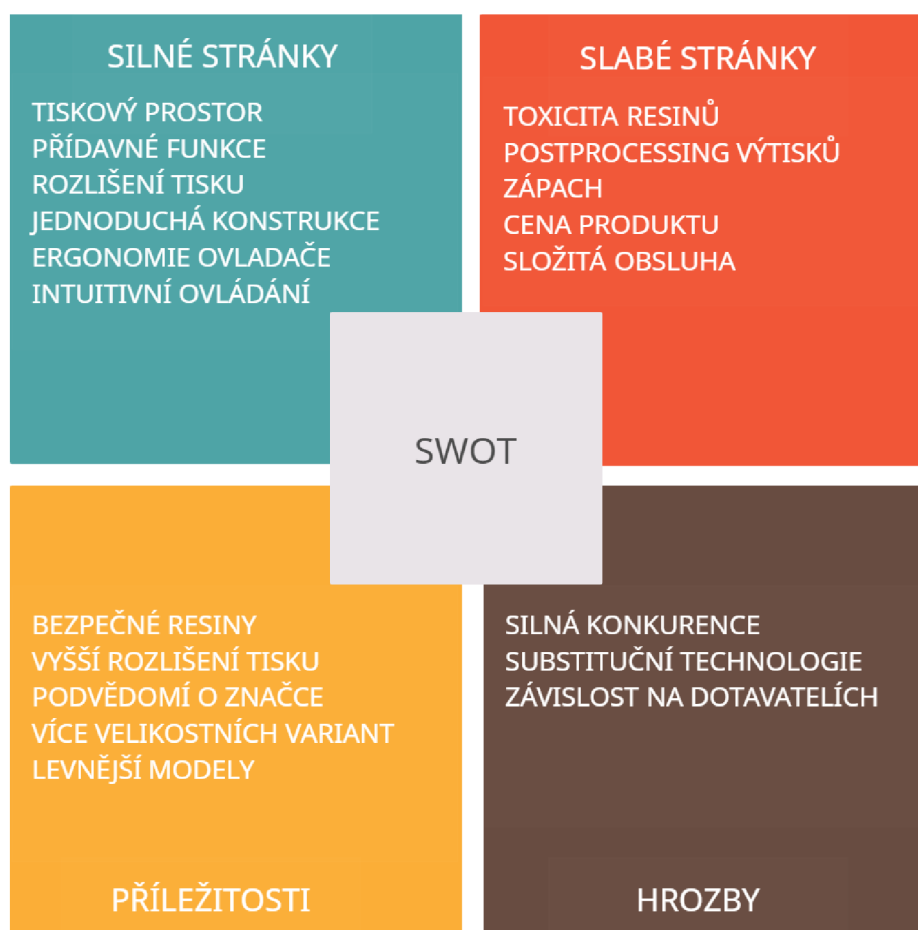 SILNÉ STRÁNKY
TISKOVÝ PROSTOR
PŘÍDAVNÉ FUNKCE
ROZLIŠENÍ TISKU
JEDNODUCHÁ KONSTRUKCE
ERGONOMIE OVLADAČE
INTUITIVNÍ OVLÁDÁNÍ
SLABÉ STRÁNKY
TOXICITA RESINŮ
POSTPROCESSING VÝTISKŮ
ZÁPACH
CENA PRODUKTU
SLOŽITÁ OBSLUHA
SWOT
BEZPEČNÉ RESINY
VYŠŠÍ ROZLIŠENÍ TISKU
PODVĚDOMÍ O ZNAČCE
VÍCE VELIKOSTNÍCH VARIANT
LEVNĚJŠÍ MODELY
PŘÍLEŽITOSTI
SILNÁ KONKURENCE
SUBSTITUČNÍ TECHNOLOGIE
ZÁVISLOST NA DOTAVATELÍCH
HROZBY